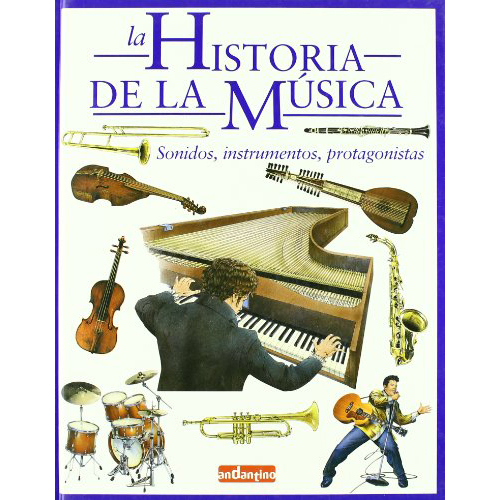 la HISTORIA
DE LA MÚSICA
Sonidos, instrumentos, protagonistas
andantino